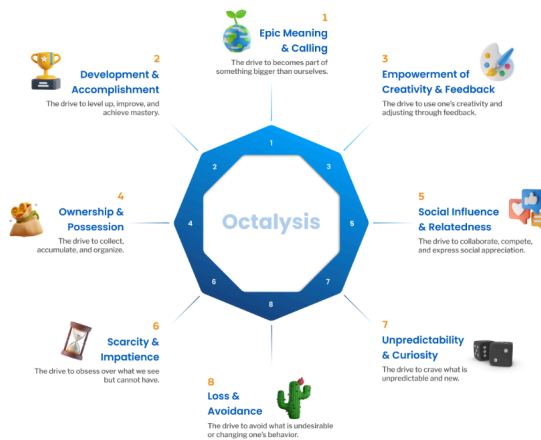 1
Epic Meaning
& Calling
The drive to becomes part of
something bigger than ourselves.
2
Development &
Accomplishment
The drive to level up, improve, and
achieve mastery.
3
Empowerment of
Creativity & Feedback
The drive to use one's creativity and
adjusting through feedback.
4
Ownership &
Possession
The drive to collect,
accumulate, and organize.
1
2
3
4
Octalysis
5
6
7
8
5
Social Influence
& Relatedness
The drive to collaborate, compete,
and express social appreciation.
6
Scarcity &
Impatience
The drive to obsess over what we see
but cannot have.
7
Unpredictability
& Curiosity
The drive to crave what is
unpredictable and new.
8
Loss &
Avoidance
The drive to avoid what is undesirable
or changing one's behavior.